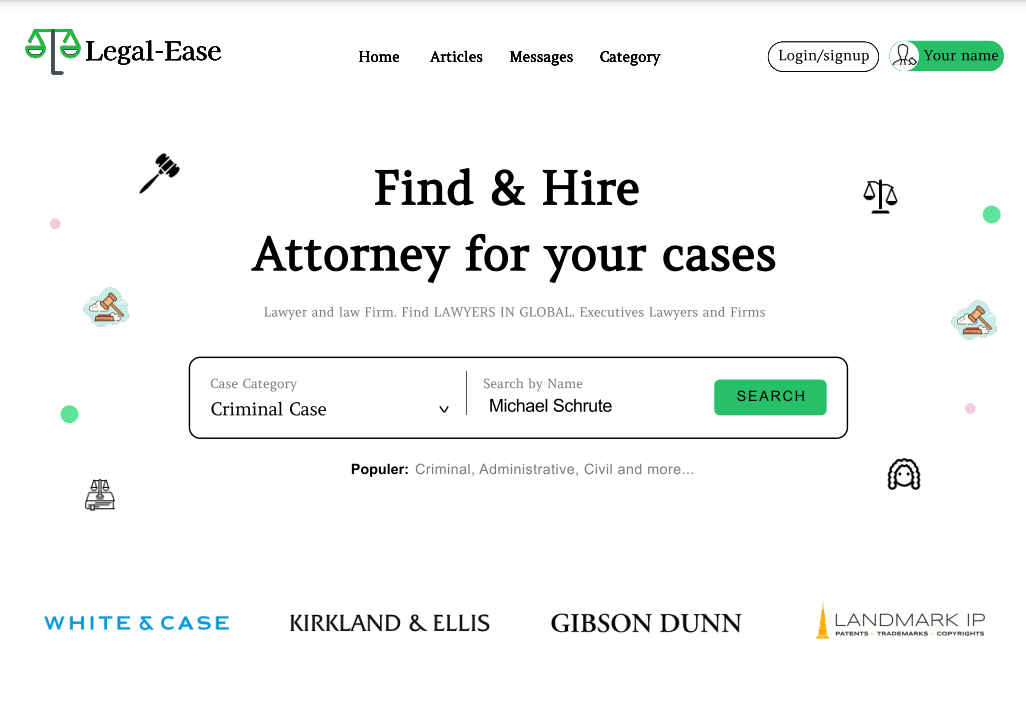 Legal-Ease
Home Articles Messages Category
Login/signup
Your name
Find & Hire
Attorney for your cases
Lawyer and law Firm. Find LAWYERS IN GLOBAL. Executives Lawyers and Firms
Case Category
Criminal Case
Search by Name
Michael Schrute
SEARCH
Populer: Criminal, Administrative, Civil and more...
WHITE & CASE
KIRKLAND & ELLIS
GIBSON DUNN
LANDMARK IP
PATENTS · TRADEMARKS · COPYRIGHTS